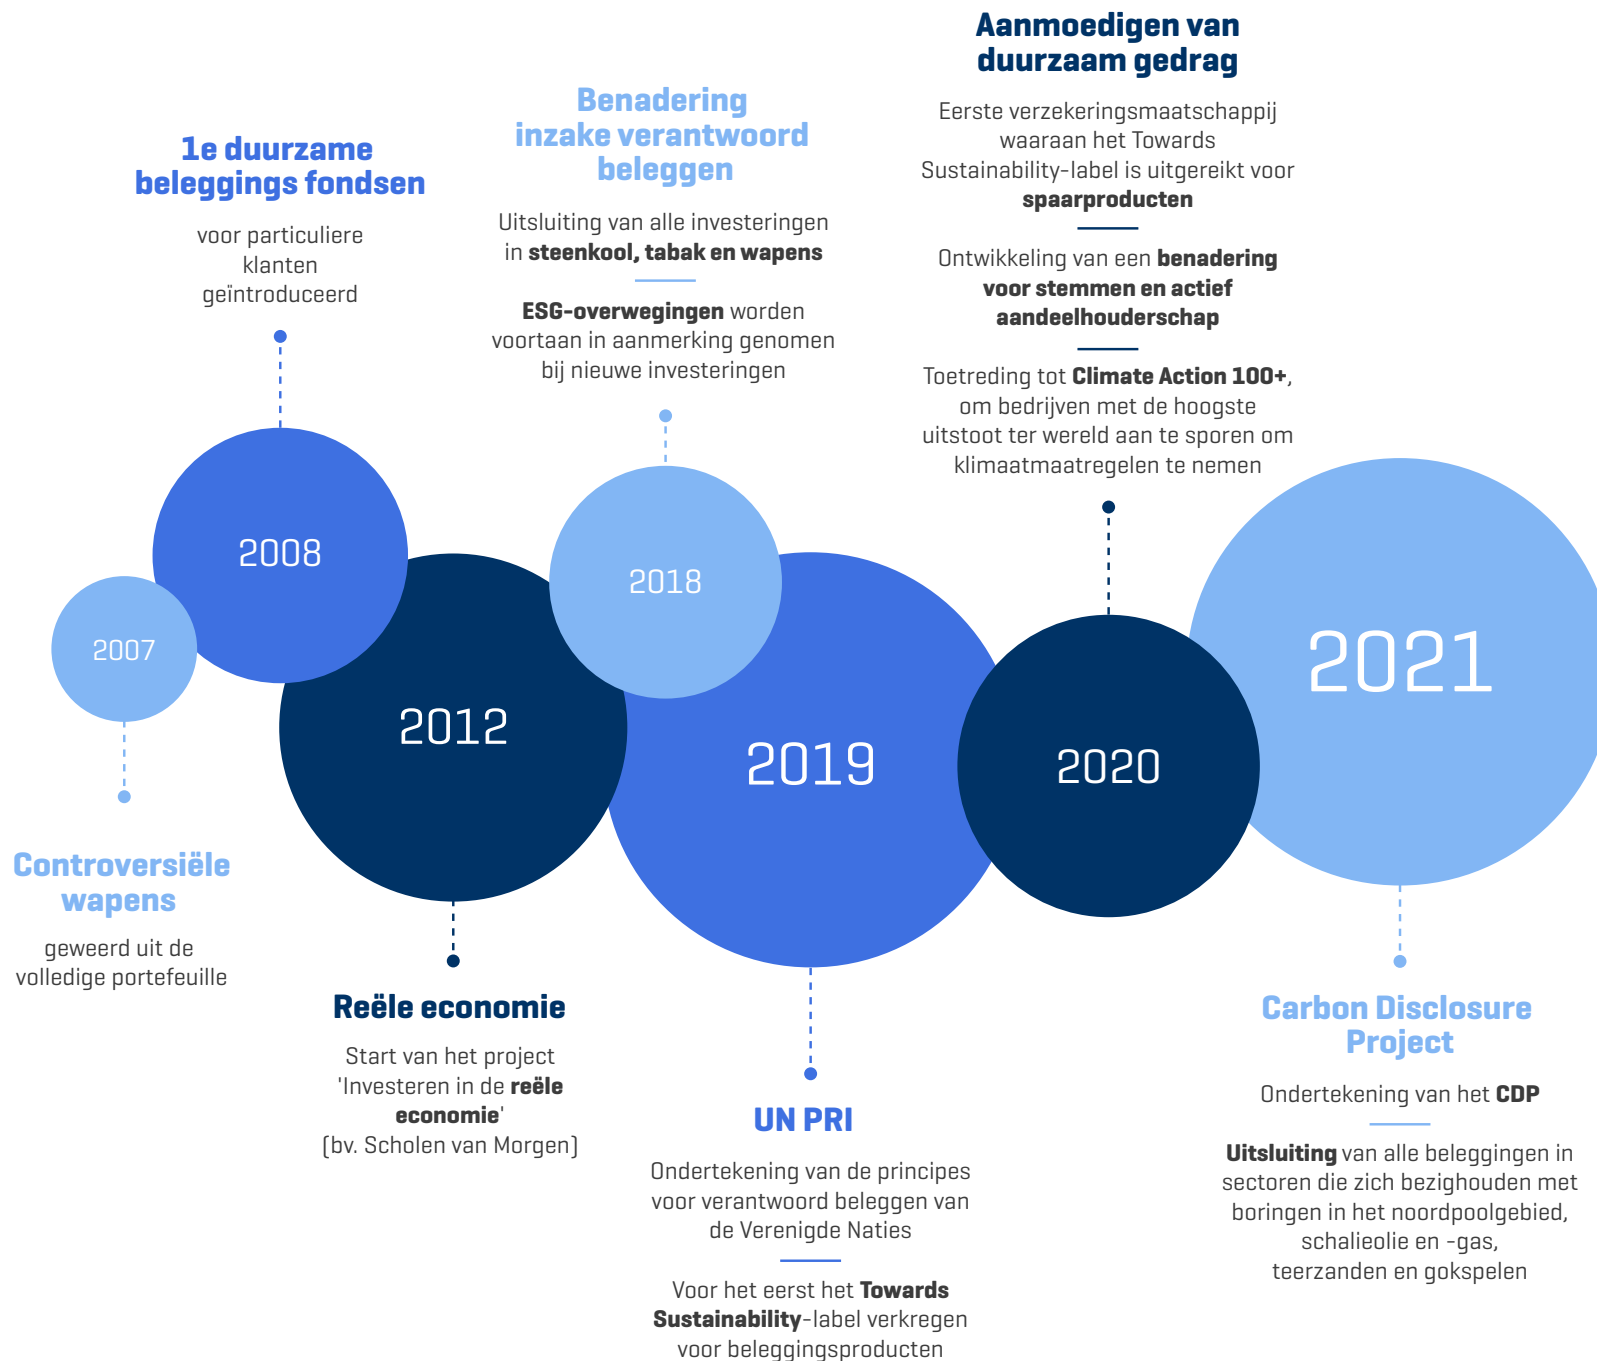 2007
Controversiële
wapens
geweerd uit de
volledige portefeuille
1e duurzame
beleggings fondsen
voor particuliere
klanten
geïntroduceerd
2008
2012
Reële economie
Start van het project
'Investeren in de reële
economie'
(bv. Scholen van Morgen)
Benadering
inzake verantwoord
beleggen
Uitsluiting van alle investeringen
in steenkool, tabak en wapens
ESG-overwegingen worden
voortaan in aanmerking genomen
bij nieuwe investeringen
2018
2019
UN PRI
Ondertekening van de principes
voor verantwoord beleggen van
de Verenigde Naties
Voor het eerst het Towards
Sustainability-label verkregen
voor beleggingsproducten
Aanmoedigen van
duurzaam gedrag
Eerste verzekeringsmaatschappij
waaraan het Towards
Sustainability-label is uitgereikt voor
spaarproducten
Ontwikkeling van een benadering
voor stemmen en actief
aandeelhouderschap
Toetreding tot Climate Action 100+,
om bedrijven met de hoogste
uitstoot ter wereld aan te sporen om
klimaatmaatregelen te nemen
2020
2021
Carbon Disclosure
Project
Ondertekening van het CDP
Uitsluiting van alle beleggingen in
sectoren die zich bezighouden met
boringen in het noordpoolgebied,
schalieolie en -gas,
teerzanden en gokspelen